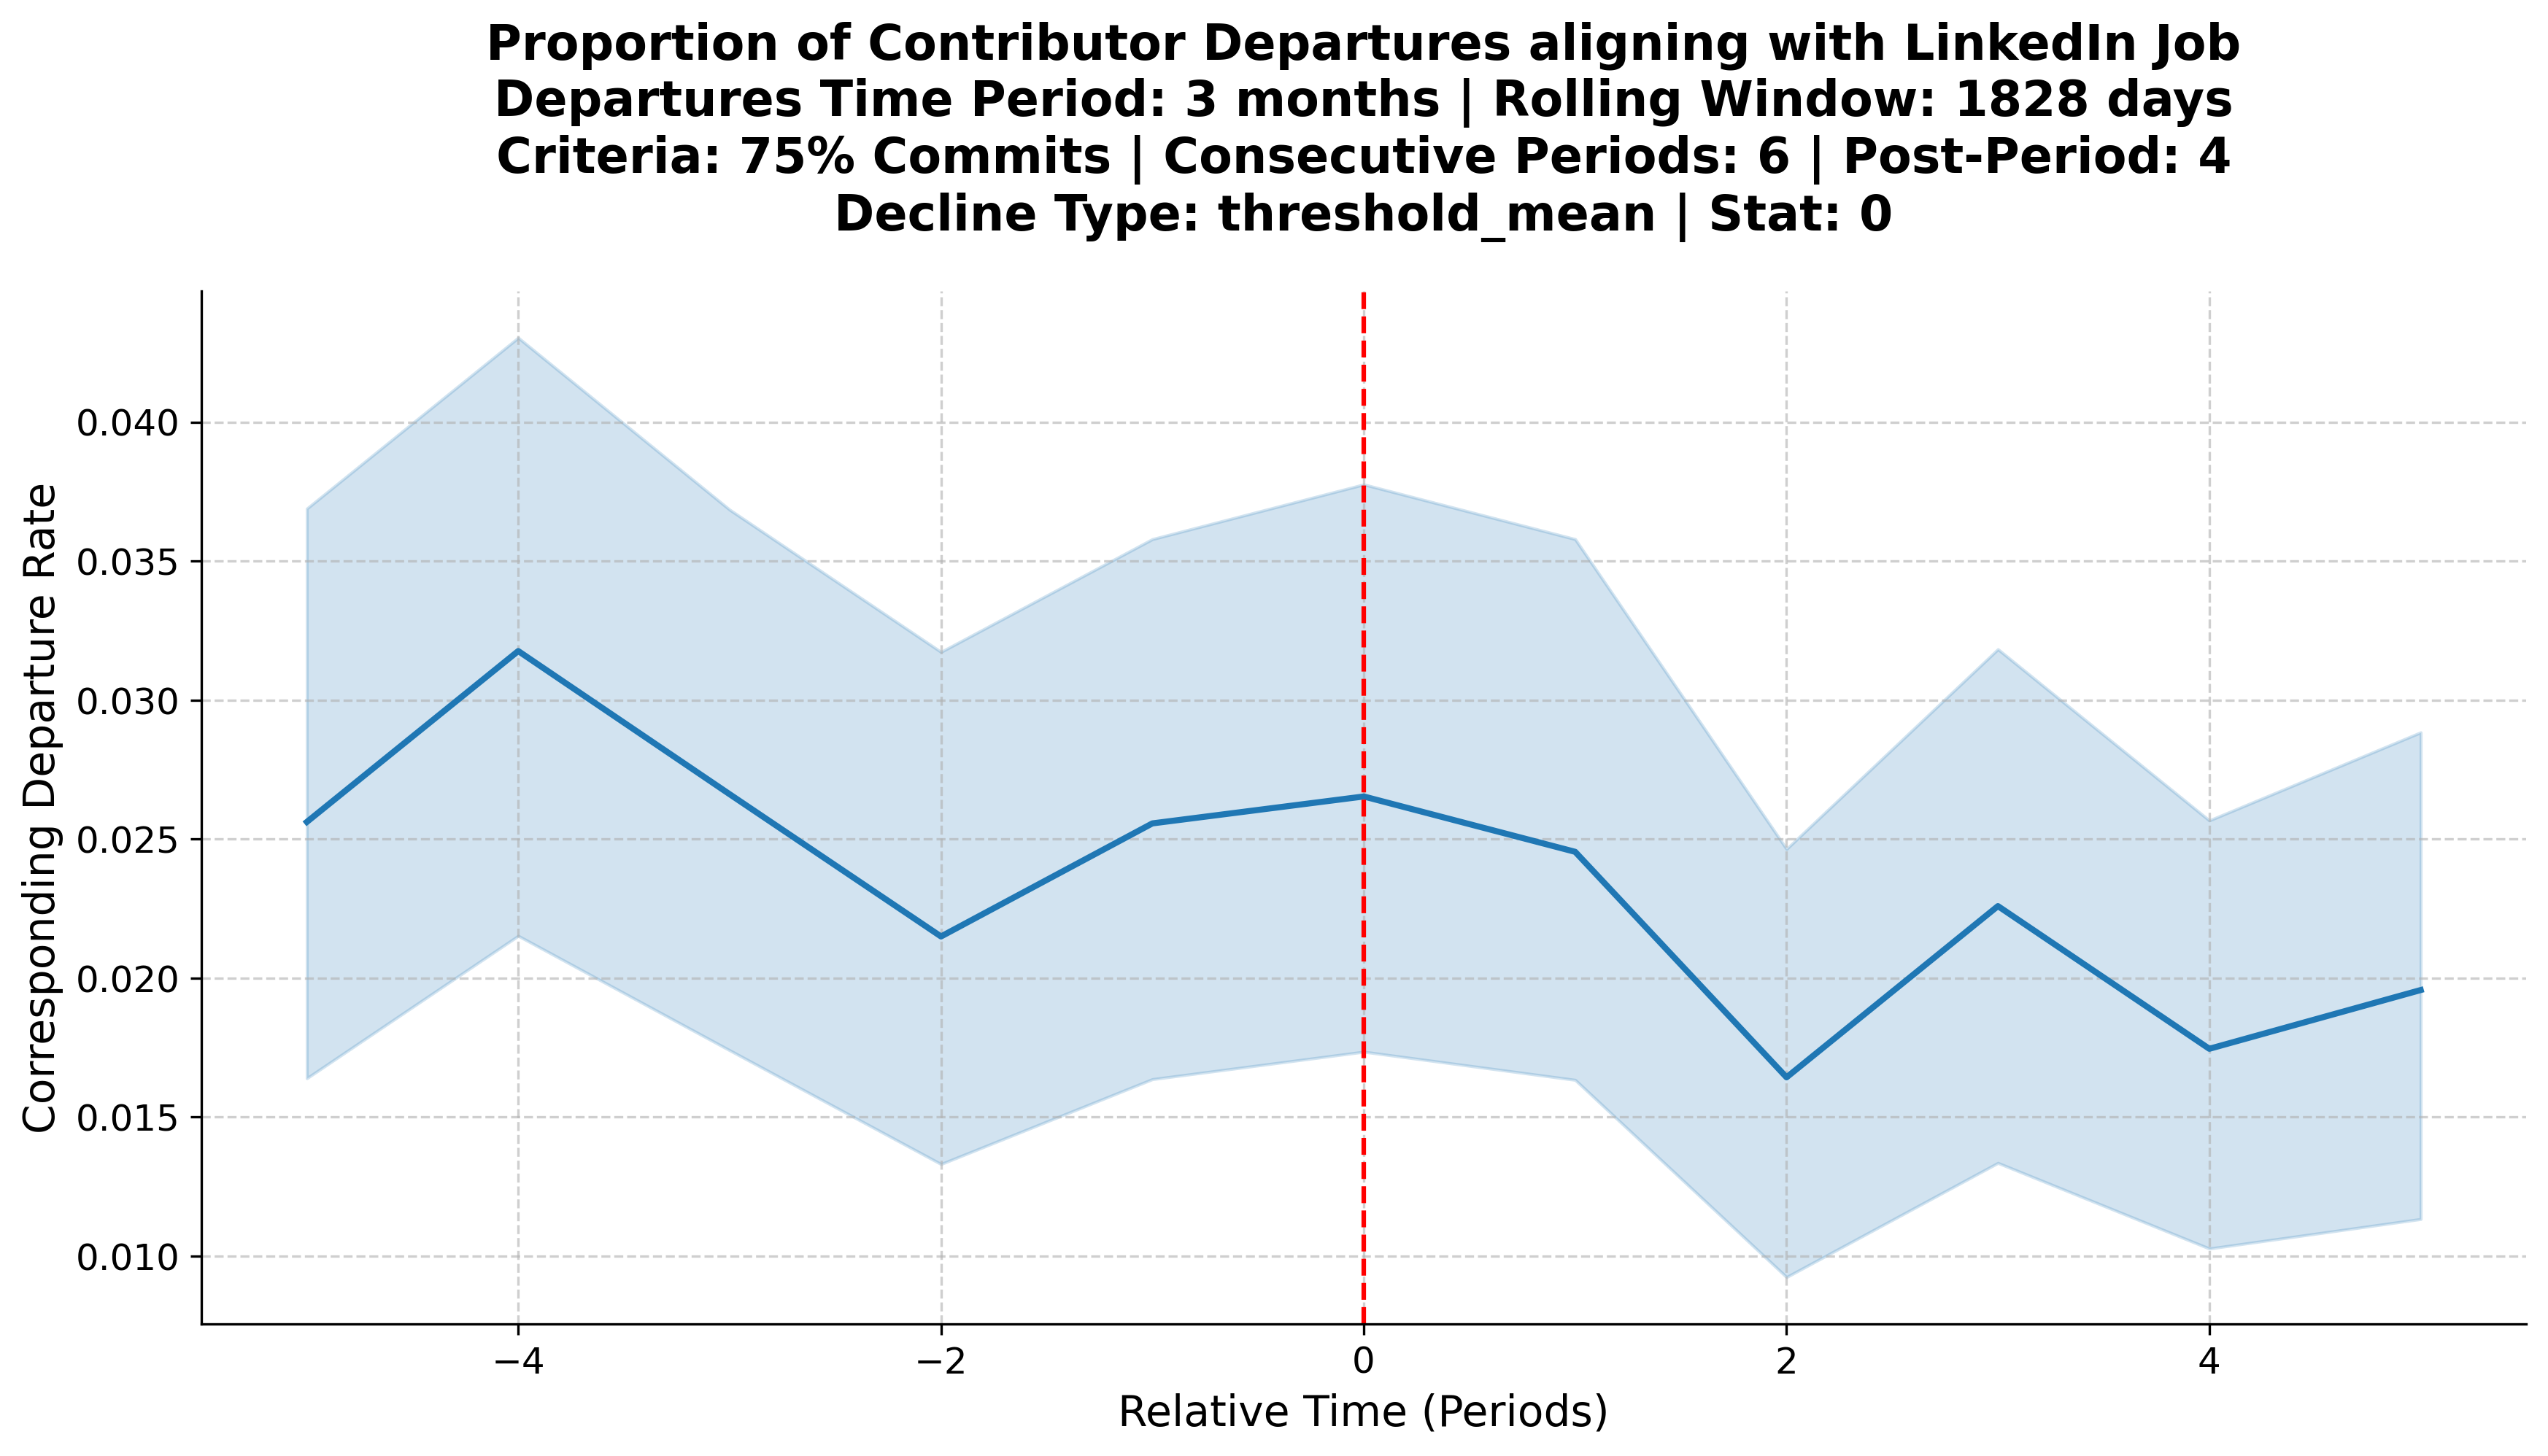 Proportion of Contributor Departures aligning with LinkedIn Job
Departures Time Period: 3 months | Rolling Window: 1828 days
Criteria: 75% Commits | Consecutive Periods: 6 | Post-Period: 4
Decline Type: threshold_mean | Stat: 0
Corresponding Departure Rate
0.040
0.035
0.030
0.025
0.020
0.015
0.010
−4
−2
0
2
4
Relative Time (Periods)